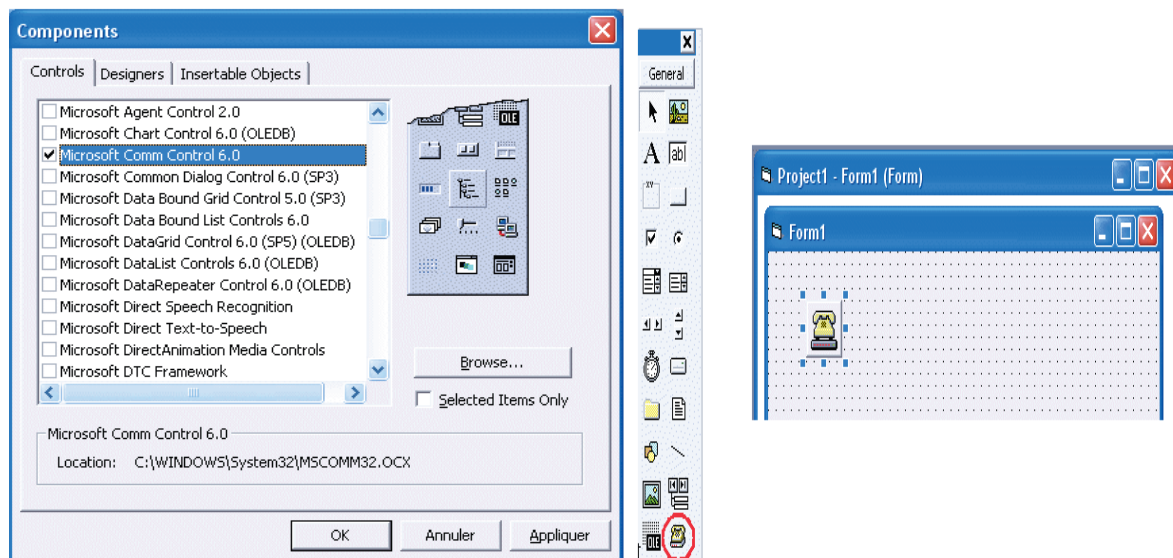 Components
Controls
Designers
Insertable Objects
Microsoft Agent Control 2.0
Microsoft Chart Control 6.0 (OLEDB)
Microsoft Comm Control 6.0
Microsoft Common Dialog Control 6.0 (SP3)
Microsoft Data Bound Grid Control 5.0 (SP3)
Microsoft Data Bound List Controls 6.0
Microsoft DataGrid Control 6.0 (SP5) (OLEDB)
Microsoft DataList Controls 6.0 (OLEDB)
Microsoft DataRepeater Control 6.0 (OLEDB)
Microsoft Direct Speech Recognition
Microsoft Direct Text-to-Speech
Microsoft DirectAnimation Media Controls
Microsoft DTC Framework
OLE
Browse...
Selected Items Only
Microsoft Comm Control 6.0
Location: C:\WINDOWS\System32\MSCOMM32.OCX
OK
Annuler
Appliquer
General
A
ab
XY
OLE
Project1 - Form1 (Form)
Form1